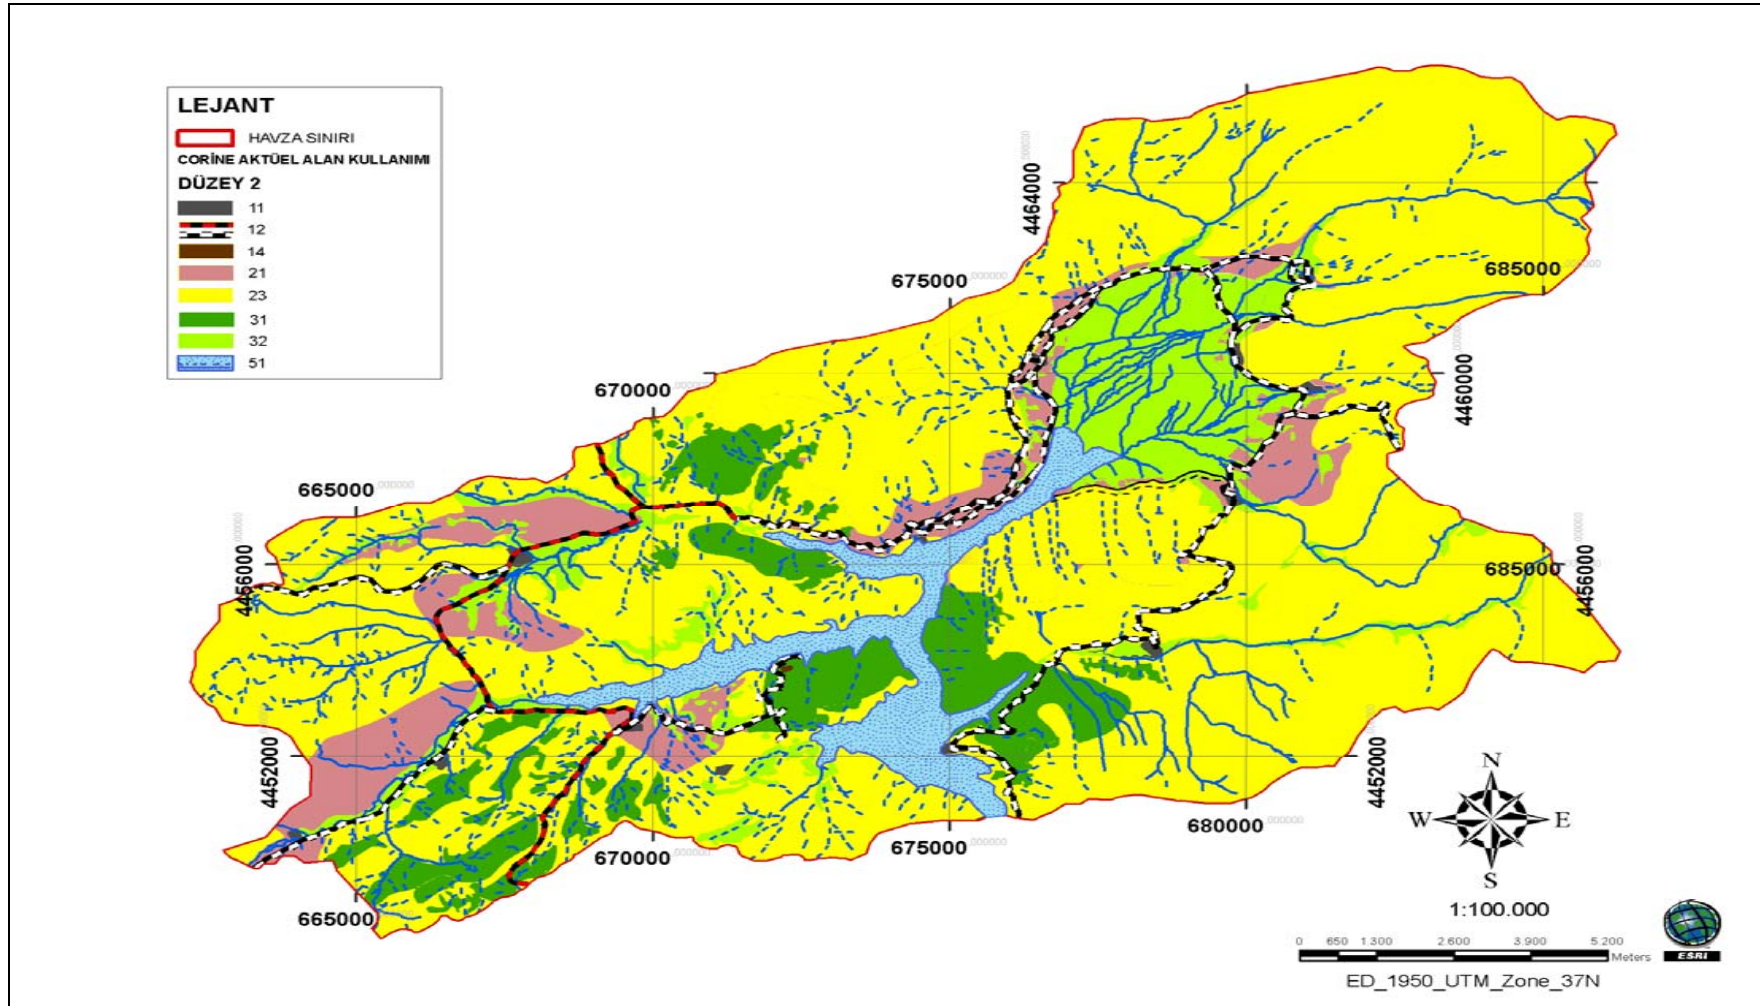 LEJANT
HAVZA SINIRI
CORİNE AKTÜEL ALAN KULLANIMI
DÜZEY 2
11
12
14
21
23
31
32
51
4464000
675000
685000
670000
4460000
665000
4456000
685000
4456000
4452000
4452000
680000
670000
675000
665000
N
W
E
S
1:100.000
0 650 1.300 2.600 3.900 5.200
Meters
ESRI
ED_1950_UTM_Zone_37N